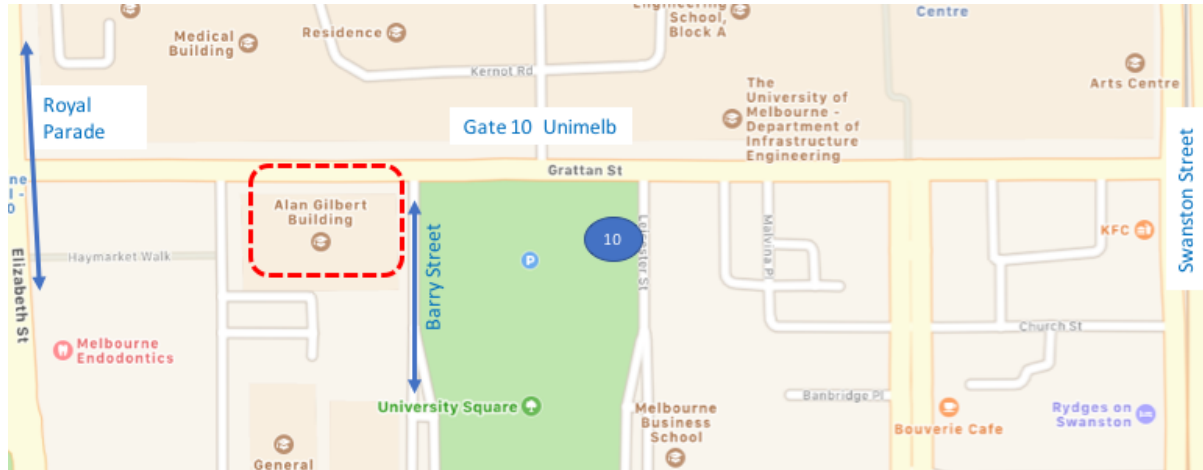 Engineering
School,
Block A
Centre
Medical
Building
Residence
Kernot Rd
Arts Centre
Royal
Parade
Gate 10 Unimelb
The
University of
Melbourne -
Department of
Infrastructure
Engineering
Swanston Street
Grattan St
ne
Alan Gilbert
Building
10
Leicester St
Malvina Pl
KFC
Barry Street
P
Haymarket Walk
Elizabeth St
Church St
Melbourne
Endodontics
Banbridge Pl
University Square
Melbourne
Business
School
Bouverie Cafe
Rydges on
Swanston
General